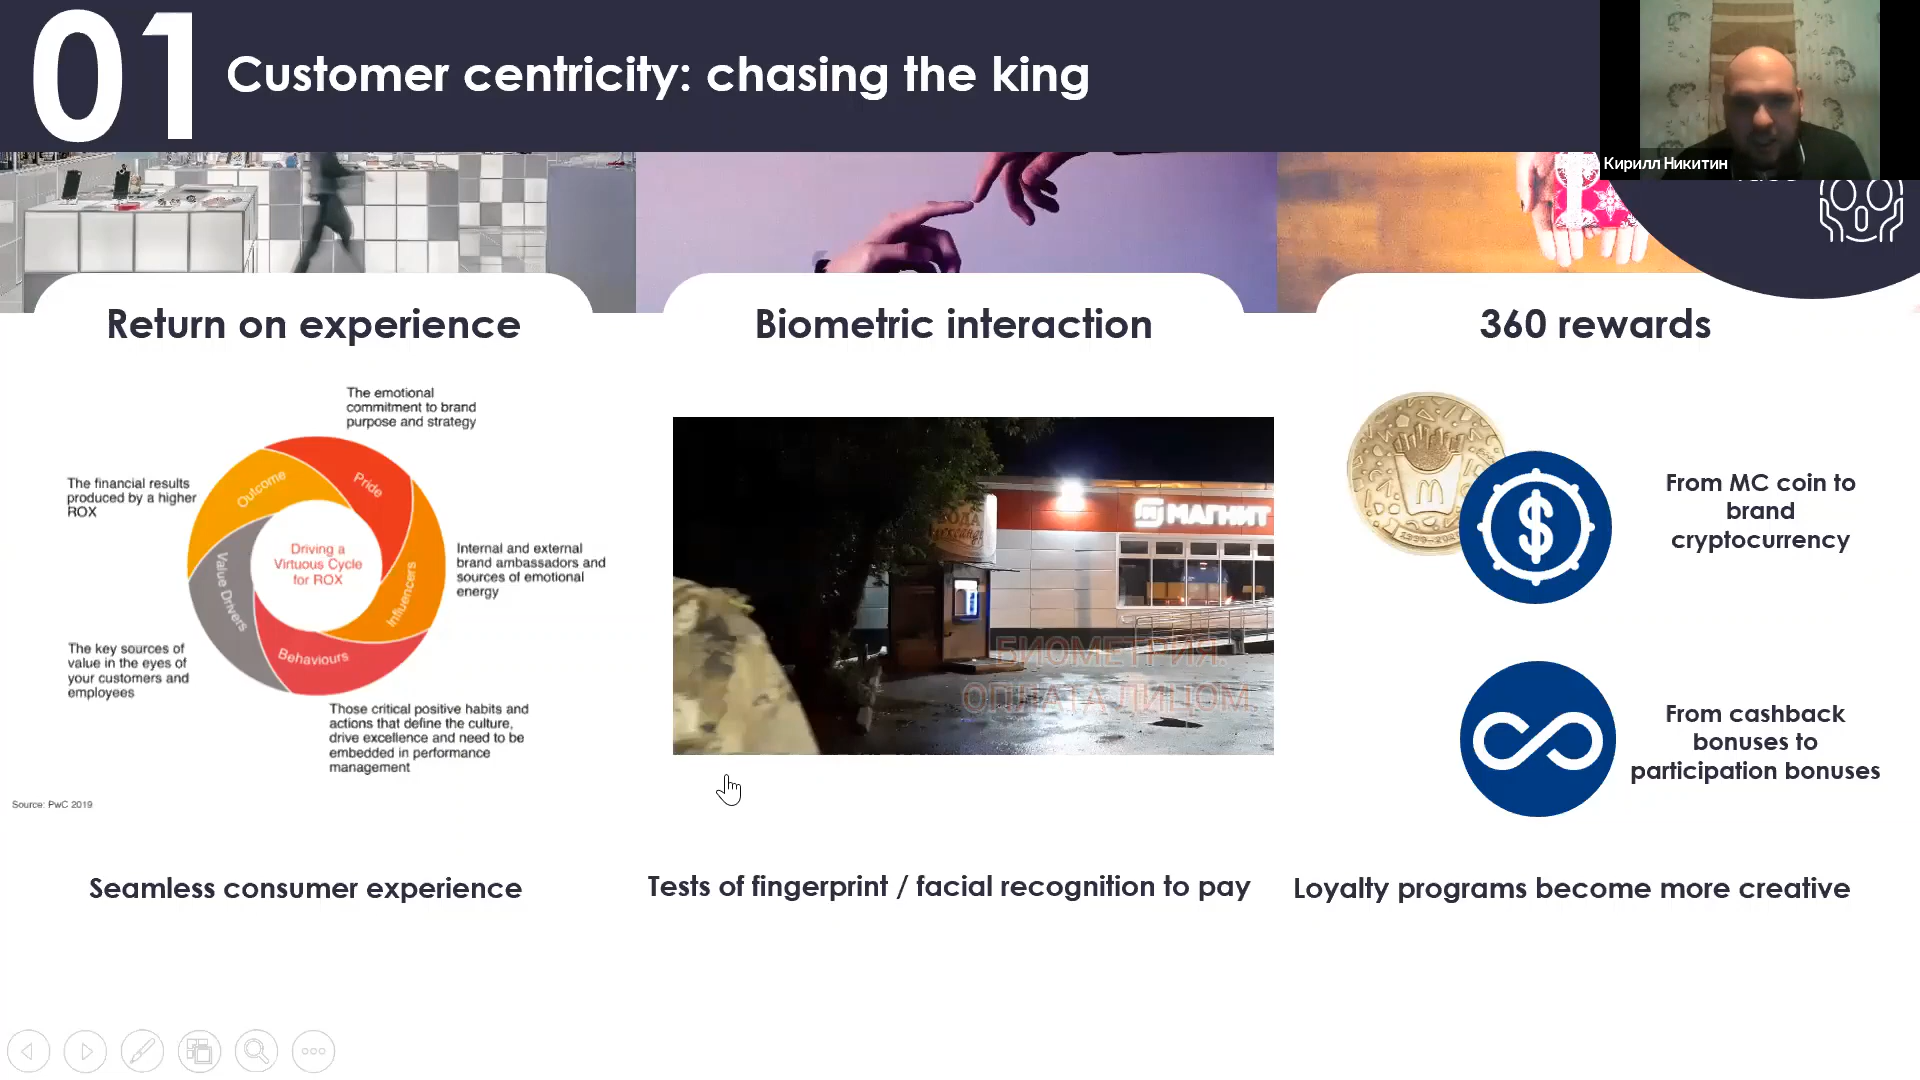 01
Customer centricity: chasing the king
Кирилл Никитин
Return on experience
The emotional
commitment to brand
purpose and strategy
The financial results
produced by a higher
ROX
Outcome
Pride
Driving a
Virtuous Cycle
for ROX
Internal and external
brand ambassadors and
sources of emotional
energy
Value Drivers
Influencers
Behaviours
The key sources of
value in the eyes of
your customers and
employees
Those critical positive habits and
actions that define the culture,
drive excellence and need to be
embedded in performance
management
Source: PwC 2019
Seamless consumer experience
Biometric interaction
МАГНИТ
БИОМЕТРИЯ.
ОПЛАТА ЛИЦОМ.
Tests of fingerprint / facial recognition to pay
360 rewards
From MC coin to
brand
cryptocurrency
From cashback
bonuses to
participation bonuses
Loyalty programs become more creative